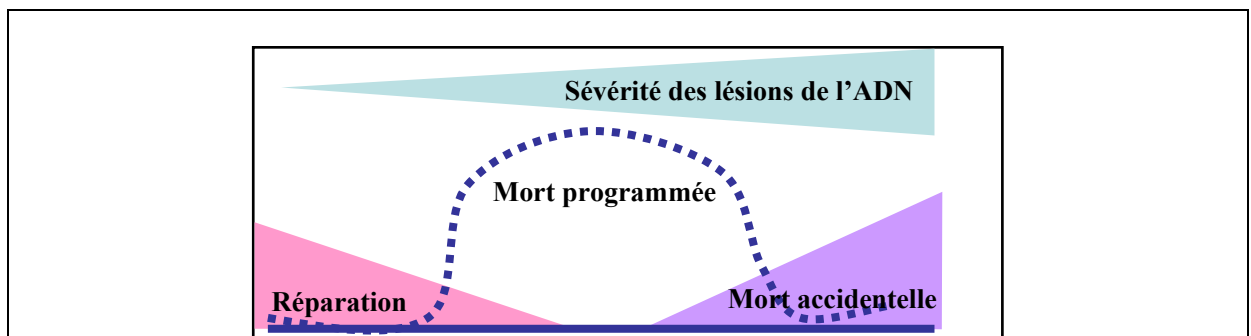 Sévérité des lésions de l’ADN
Mort programmée
Réparation
Mort accidentelle